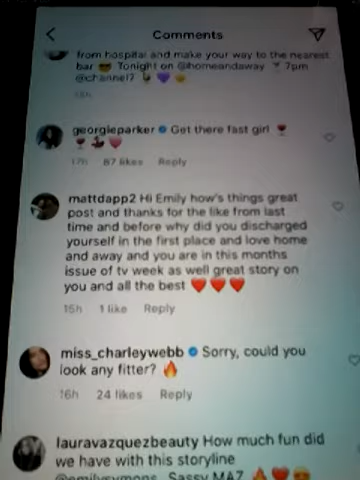 Comments
from hospital and make your way to the nearest
bar 😎 Tonight on @homeandaway 7pm
@channel7 💜
georgieparker Get there fast girl 🍷
🍷 💋 ❤️
17h 87 likes Reply
mattdapp2 Hi Emily how's things great
post and thanks for the like from last
time and before why did you discharged
yourself in the first place and love home
and away and you are in this months
issue of tv week as well great story on
you and all the best ❤️❤️❤️
15h 1 like Reply
miss_charleywebb Sorry, could you
look any fitter? 🔥
16h 24 likes Reply
lauravazquezbeauty How much fun did
we have with this storyline
@emilysymons Sassy MAZ 🔥❤️😍